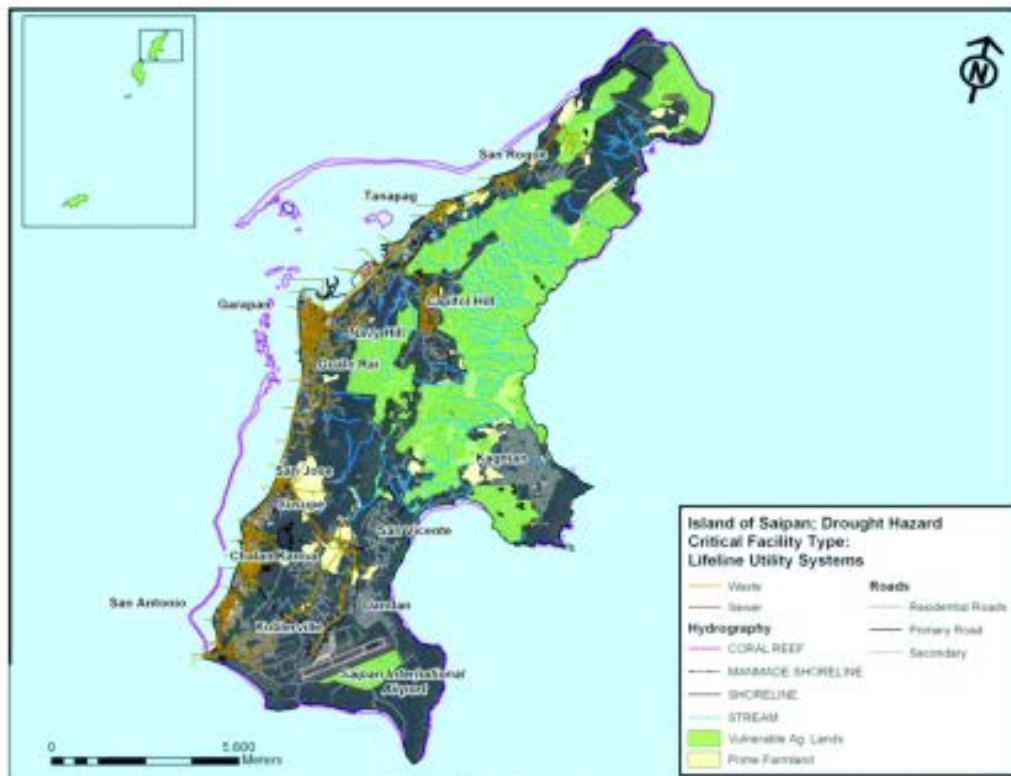 N
San Roque
Tanapag
Capitol Hill
Garapan
Navy Hill
Gualo Rai
Kagman
San Jose
Susupe
San Vicente
Chalan Kanoa
San Antonio
Dandan
Koblerville
Saipan International
Airport
0
Meters
Island of Saipan: Drought Hazard
Critical Facility Type:
Lifeline Utility Systems
Waste
Sewer
Hydrography
CORAL REEF
MANMADE SHORELINE
SHORELINE
STREAM
Vulnerable Ag. Lands
Prime Farmland
Roads
Residential Roads
Primary Road
Secondary